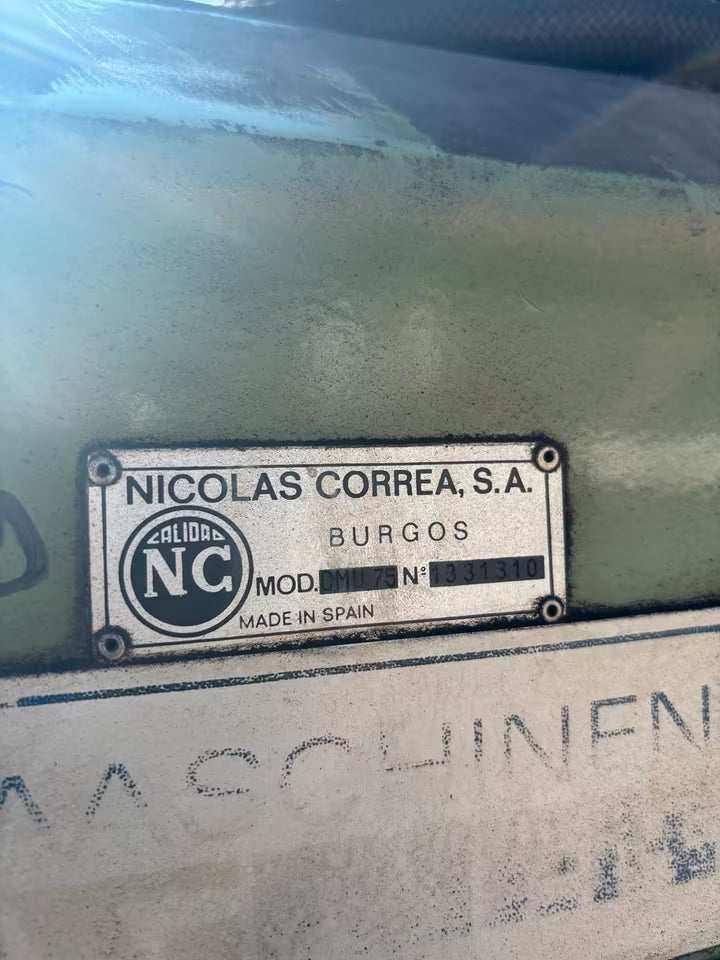 NICOLAS CORREA, S.A.
BURGOS
CALIDAD
NC
MOD. CMU 75 Nº 1331310
MADE IN SPAIN
MASCHINEN